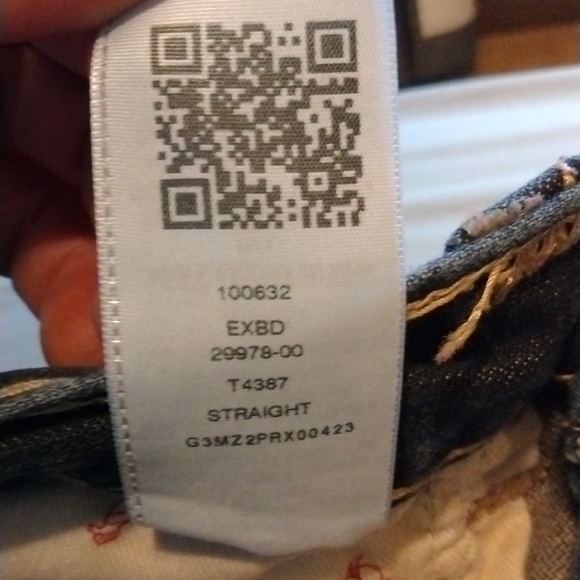 100632
EXBD
29978-00
T4387
STRAIGHT
G3MZ2PRX00423